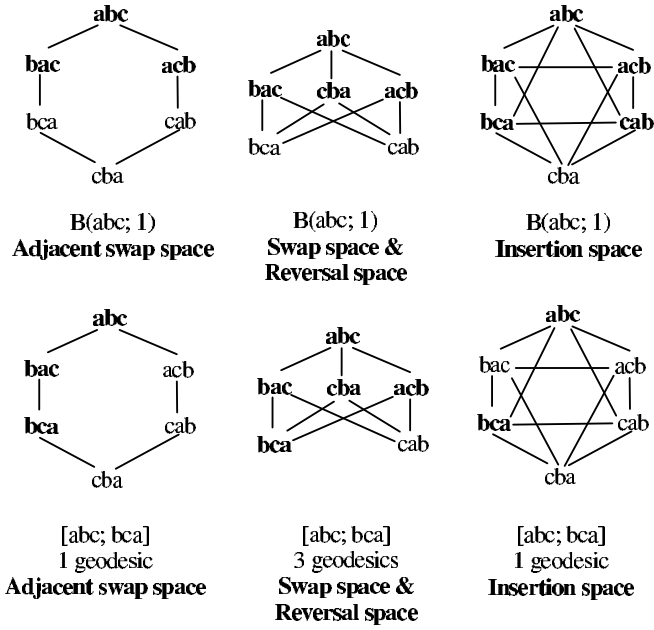 abc
bac
acb
bca
cab
cba
B(abc; 1)
Adjacent swap space
abc
bac
cba
acb
bca
cab
B(abc; 1)
Swap space &
Reversal space
abc
bac
acb
bca
cab
cba
B(abc; 1)
Insertion space
abc
bac
acb
bca
cab
cba
[abc; bca]
1 geodesic
Adjacent swap space
abc
bac
cba
acb
bca
cab
[abc; bca]
3 geodesics
Swap space &
Reversal space
abc
bac
acb
bca
cab
cba
[abc; bca]
1 geodesic
Insertion space